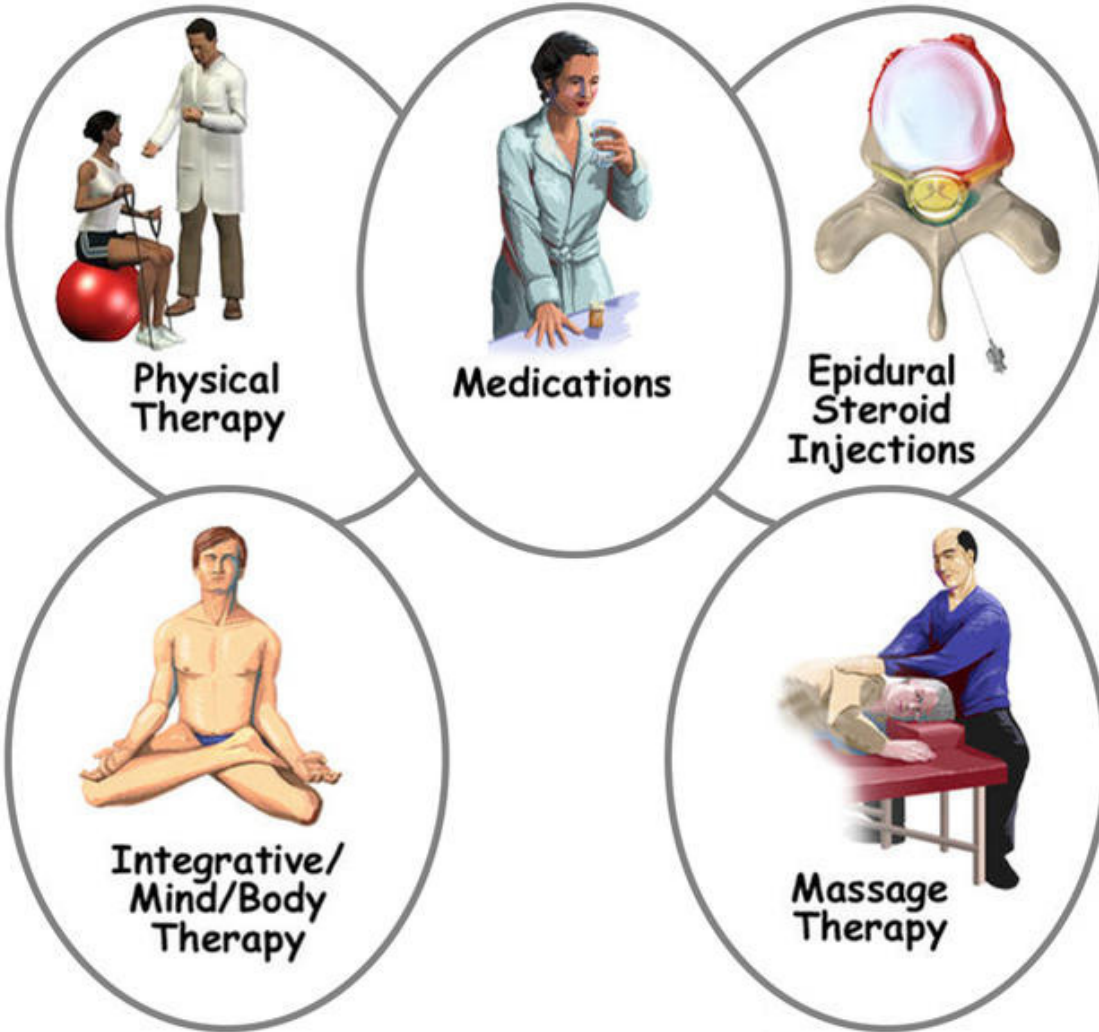 Physical
Therapy
Medications
Epidural
Steroid
Injections
Integrative/
Mind/Body
Therapy
Massage
Therapy